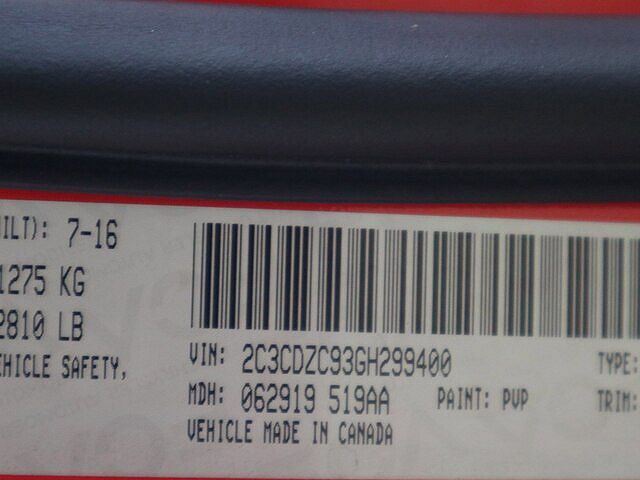 ILT): 7-16
1275 KG
2810 LB
EHICLE SAFETY,
VIN: 2C3CDZC93GH299400 TYPE:
MDH: 062919 519AA PAINT: PVP TRIM:
VEHICLE MADE IN CANADA